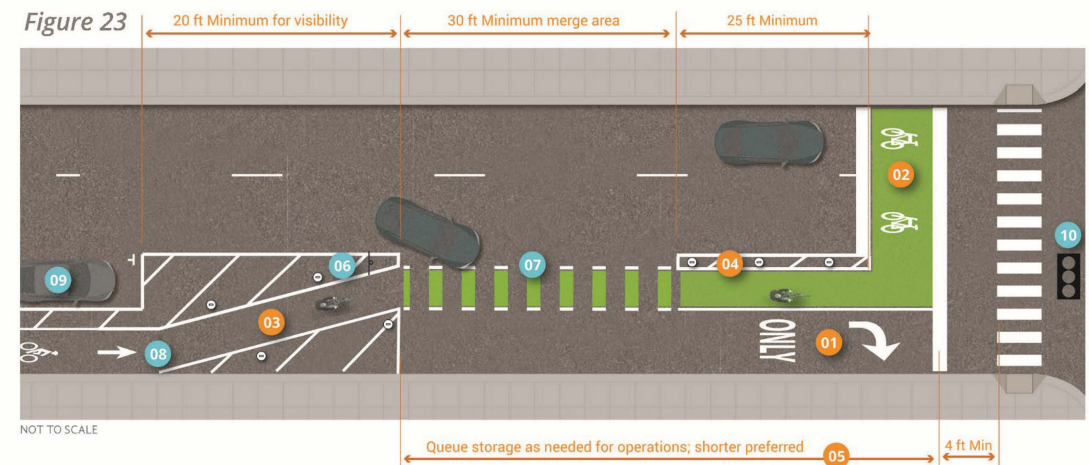 Figure 23
20 ft Minimum for visibility
30 ft Minimum merge area
25 ft Minimum
02
10
09
06
07
04
03
08
ONLY
01
NOT TO SCALE
Queue storage as needed for operations; shorter preferred
05
4 ft Min